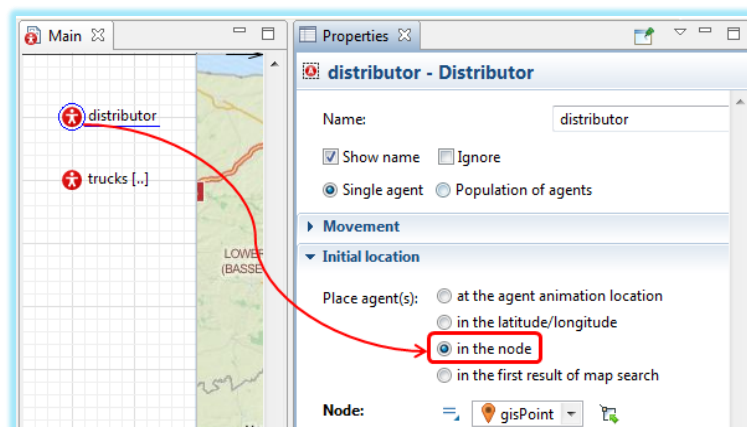 Main
Properties
distributor - Distributor
distributor
Name:
distributor
Show name
Ignore
trucks [..]
Single agent
Population of agents
Movement
Initial location
LOWER
(BASSE
Place agent(s):
at the agent animation location
in the latitude/longitude
in the node
in the first result of map search
Node:
gisPoint